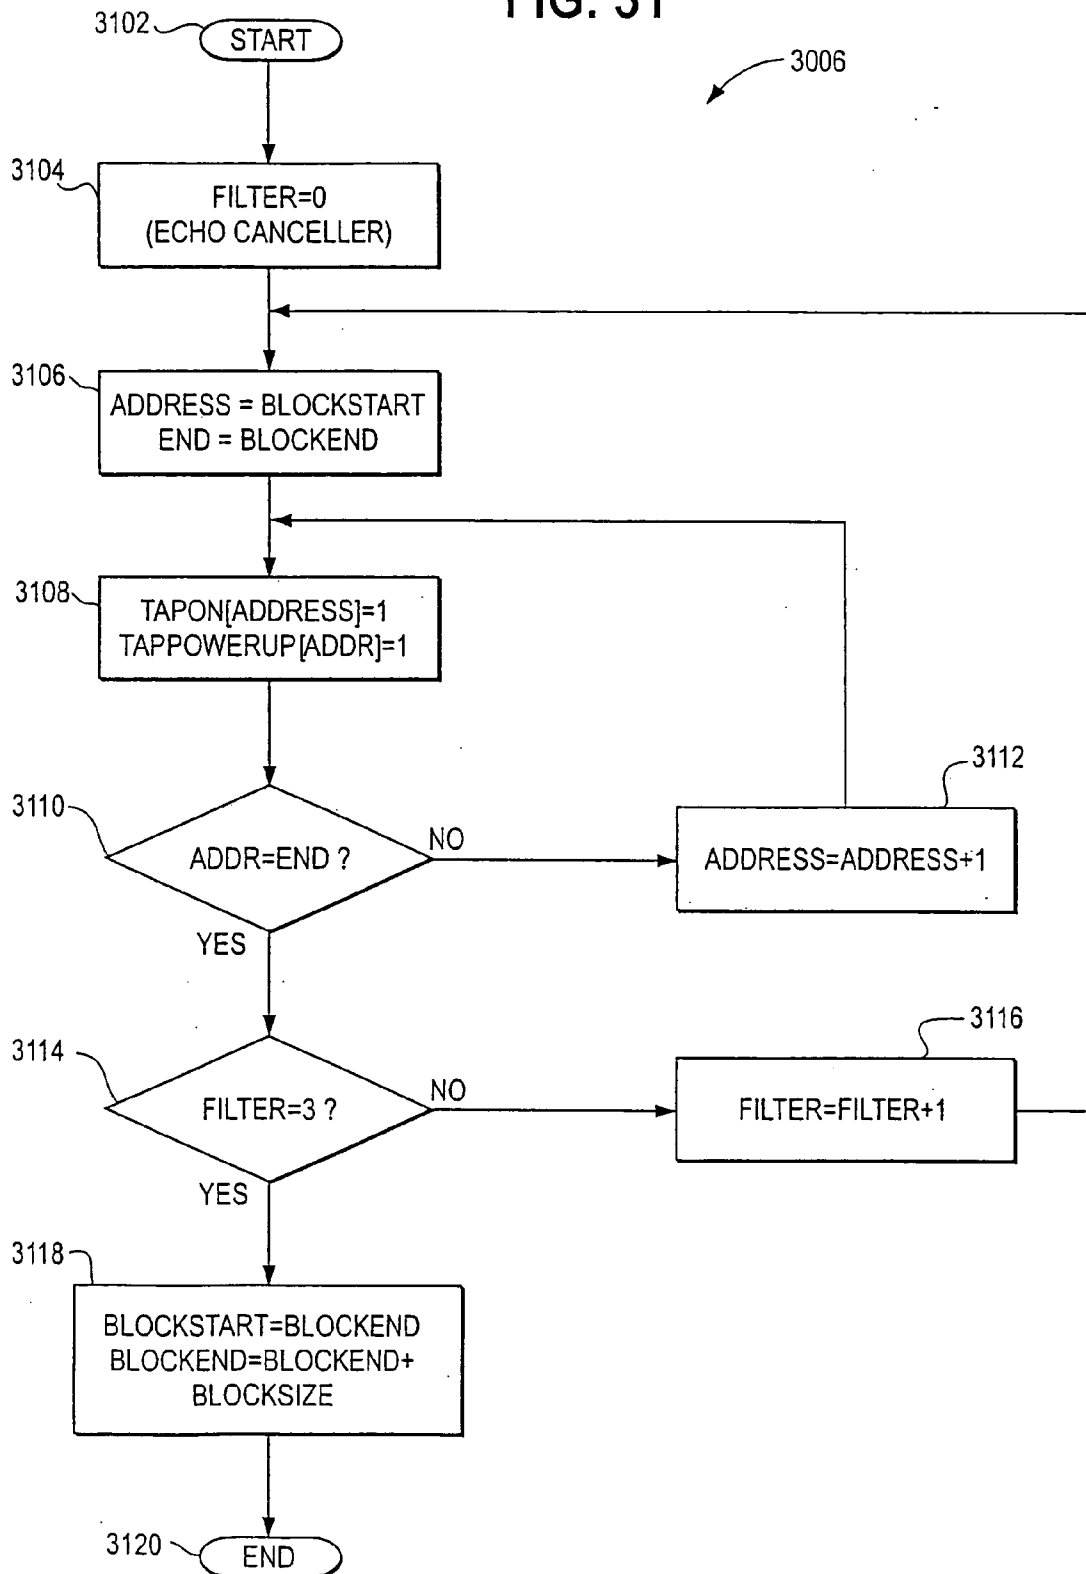 FIG. 31
3102
START
3006
3104
FILTER=0
(ECHO CANCELLER)
3106
ADDRESS = BLOCKSTART
END = BLOCKEND
3108
TAPON[ADDRESS]=1
TAPPOWERUP[ADDR]=1
3110
ADDR=END ?
NO
3112
ADDRESS=ADDRESS+1
YES
3114
FILTER=3 ?
NO
3116
FILTER=FILTER+1
YES
3118
BLOCKSTART=BLOCKEND
BLOCKEND=BLOCKEND+
BLOCKSIZE
3120
END